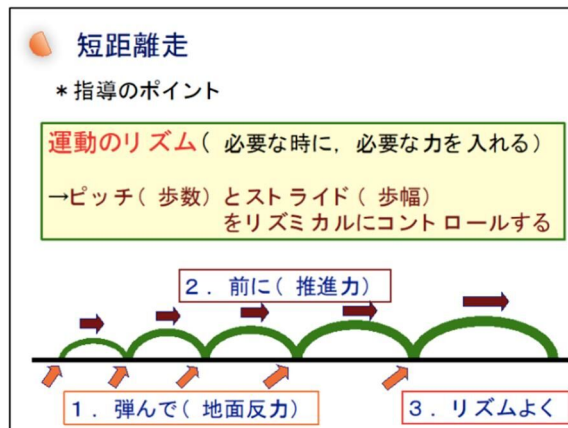 短距離走
*指導のポイント
運動のリズム(必要な時に,必要な力を入れる)
→ピッチ(歩数)とストライド(歩幅)
をリズミカルにコントロールする
2.前に(推進力)
1.弾んで(地面反力)
3.リズムよく